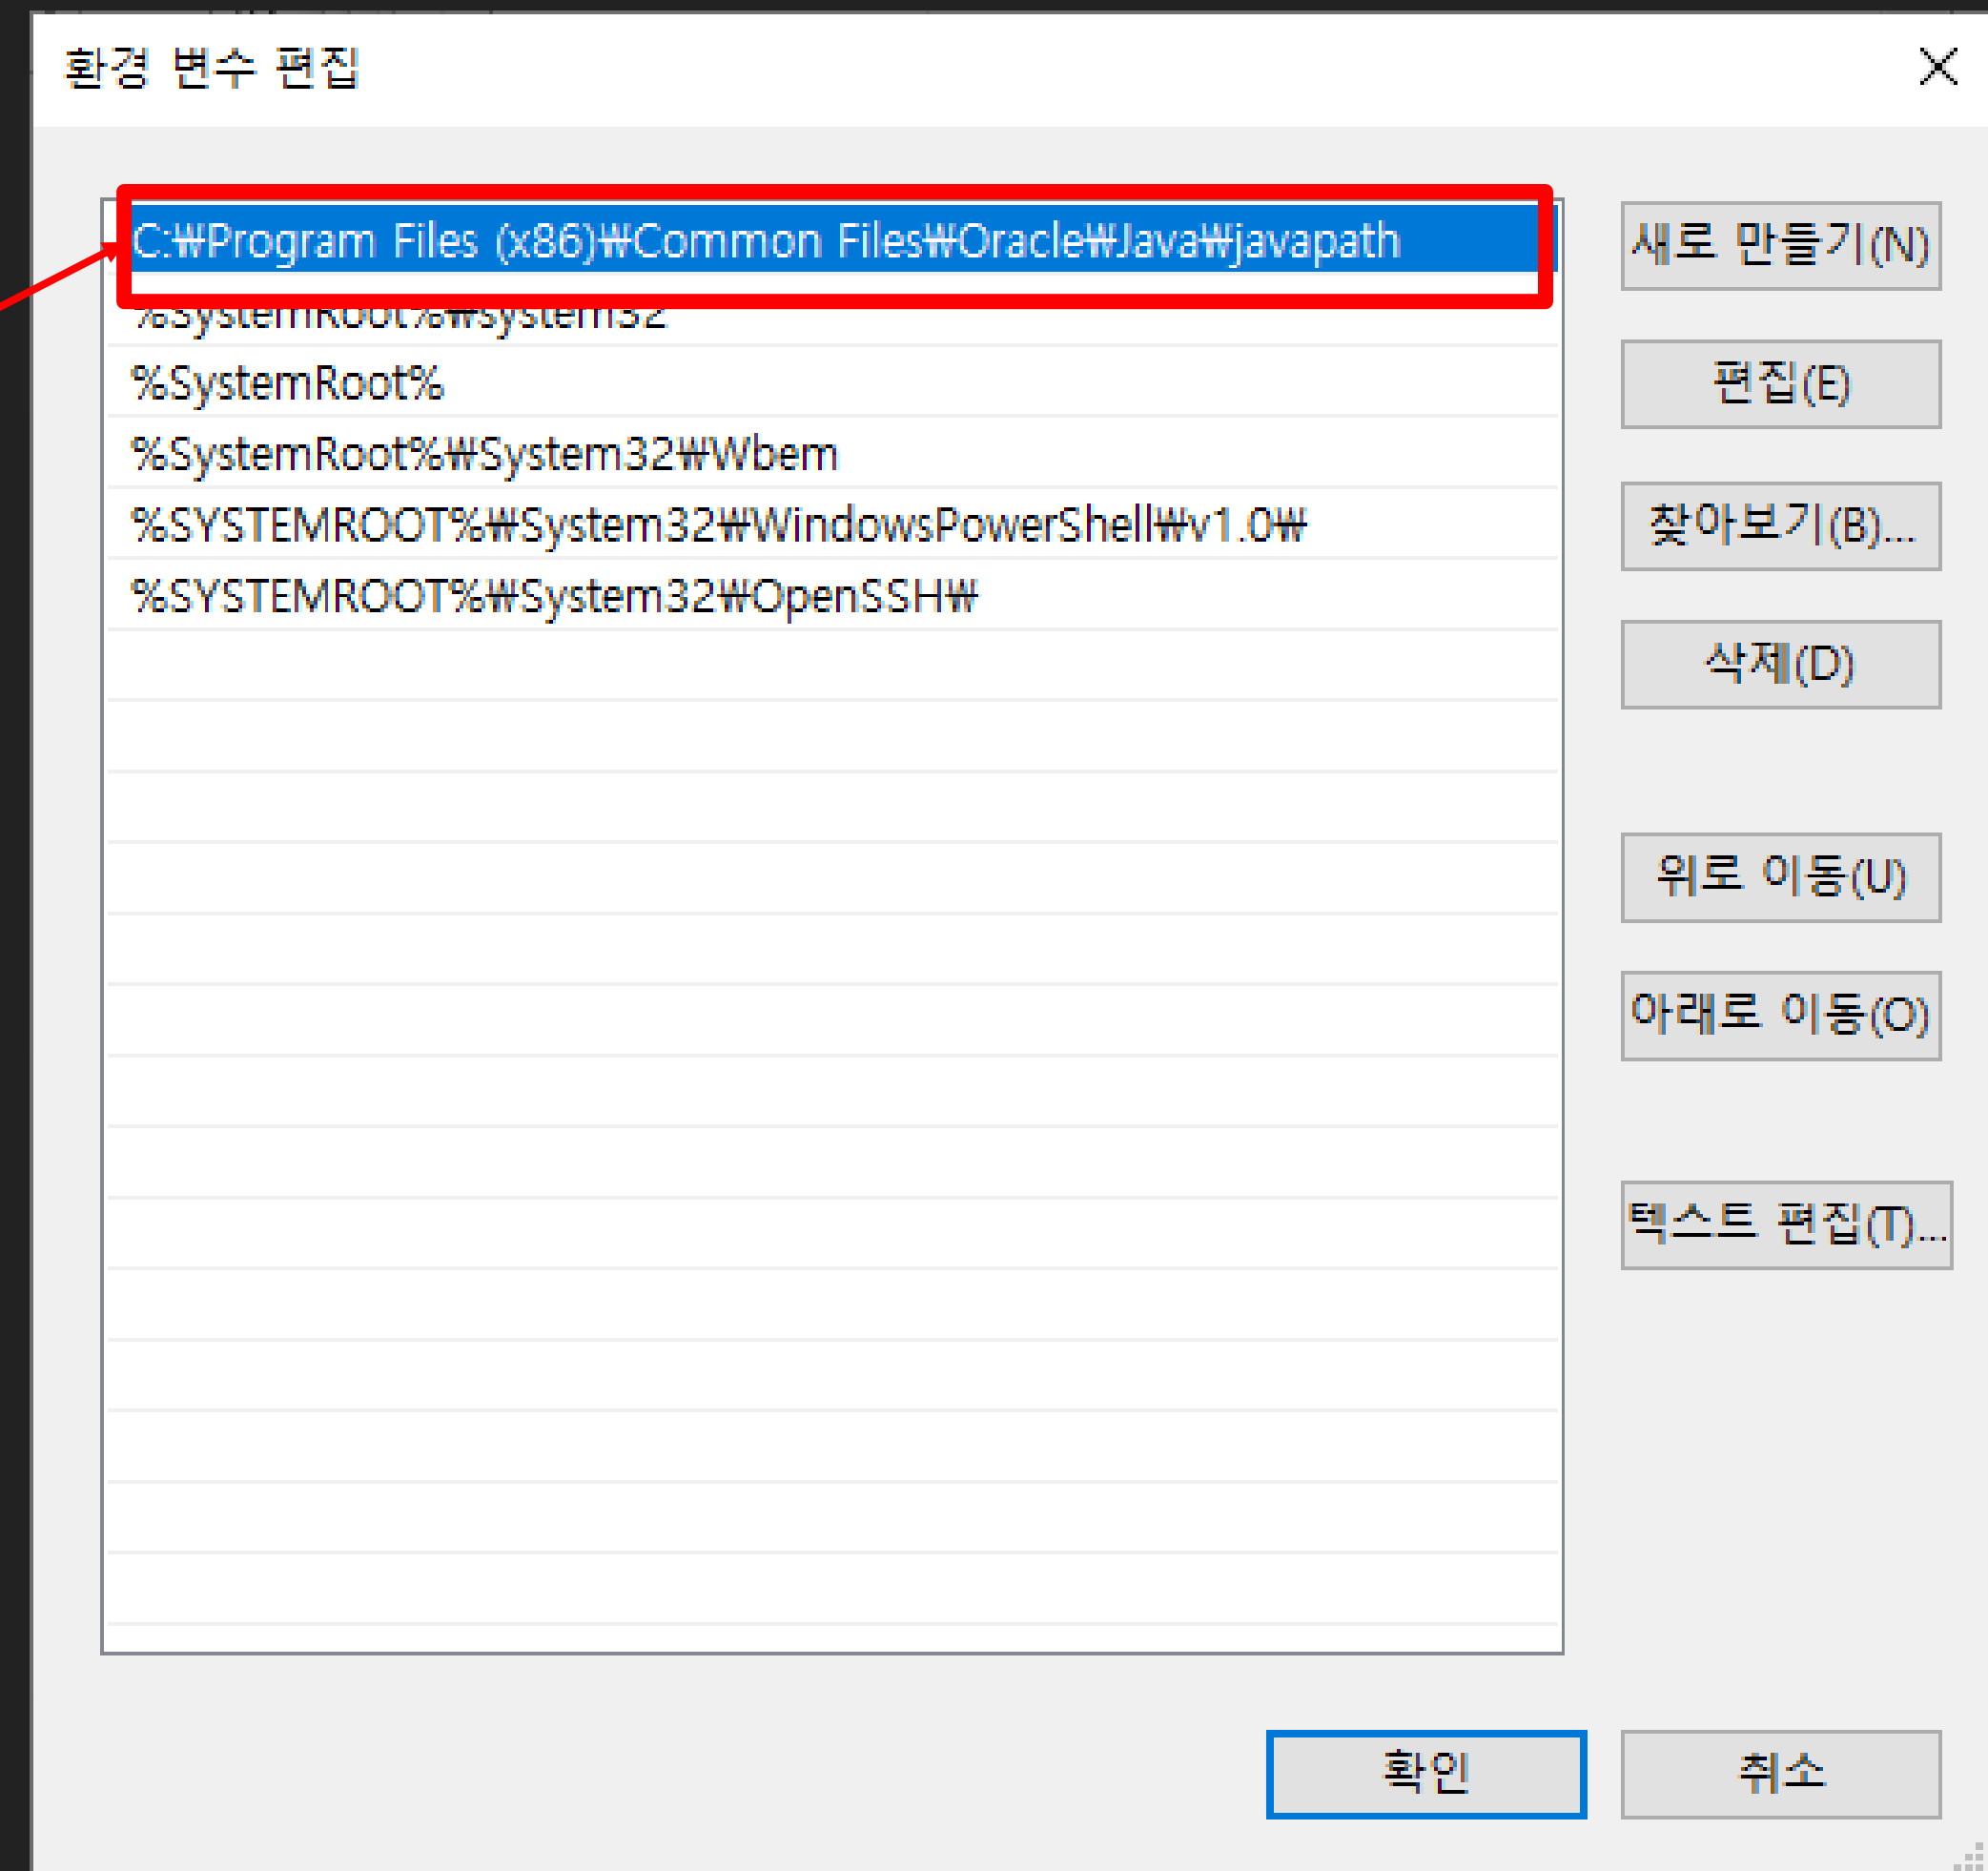 환경 변수 편집
C:₩Program Files (x86)₩Common Files₩Oracle₩Java₩javapath
새로 만들기(N)
%SystemRoot%₩system32
%SystemRoot%
편집(E)
%SystemRoot%₩System32₩Wbem
%SYSTEMROOT%₩System32₩WindowsPowerShell₩v1.0₩
찾아보기(B)...
%SYSTEMROOT%₩System32₩OpenSSH₩
삭제(D)
위로 이동(U)
아래로 이동(O)
텍스트 편집(T)...
확인
취소